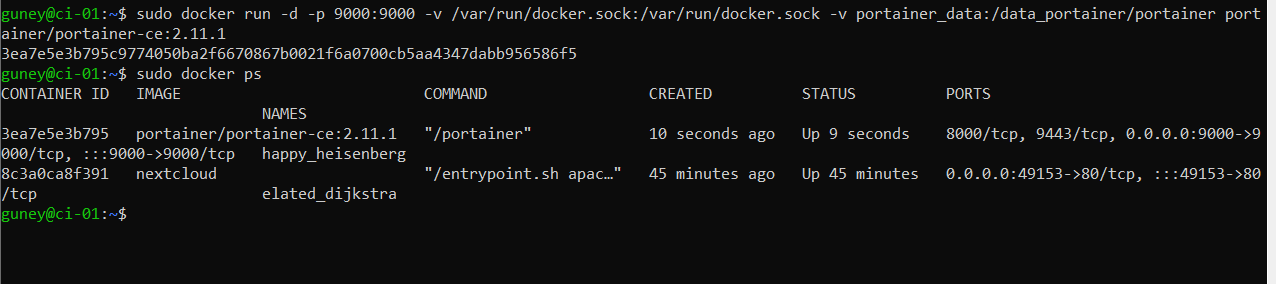 guney@ci-01:~$ sudo docker run -d -p 9000:9000 -v /var/run/docker.sock:/var/run/docker.sock -v portainer_data:/data_portainer/portainer port
ainer/portainer-ce:2.11.1
3ea7e5e3b795c9774050ba2f6670867b0021f6a0700cb5aa4347dabb956586f5
guney@ci-01:~$ sudo docker ps
CONTAINER ID   IMAGE                           COMMAND                  CREATED          STATUS          PORTS
                             NAMES
3ea7e5e3b795   portainer/portainer-ce:2.11.1   "/portainer"             10 seconds ago   Up 9 seconds    8000/tcp, 9443/tcp, 0.0.0.0:9000->9
000/tcp, :::9000->9000/tcp   happy_heisenberg
8c3a0ca8f391   nextcloud                       "/entrypoint.sh apac…"   45 minutes ago   Up 45 minutes   0.0.0.0:49153->80/tcp, :::49153->80
/tcp                         elated_dijkstra
guney@ci-01:~$